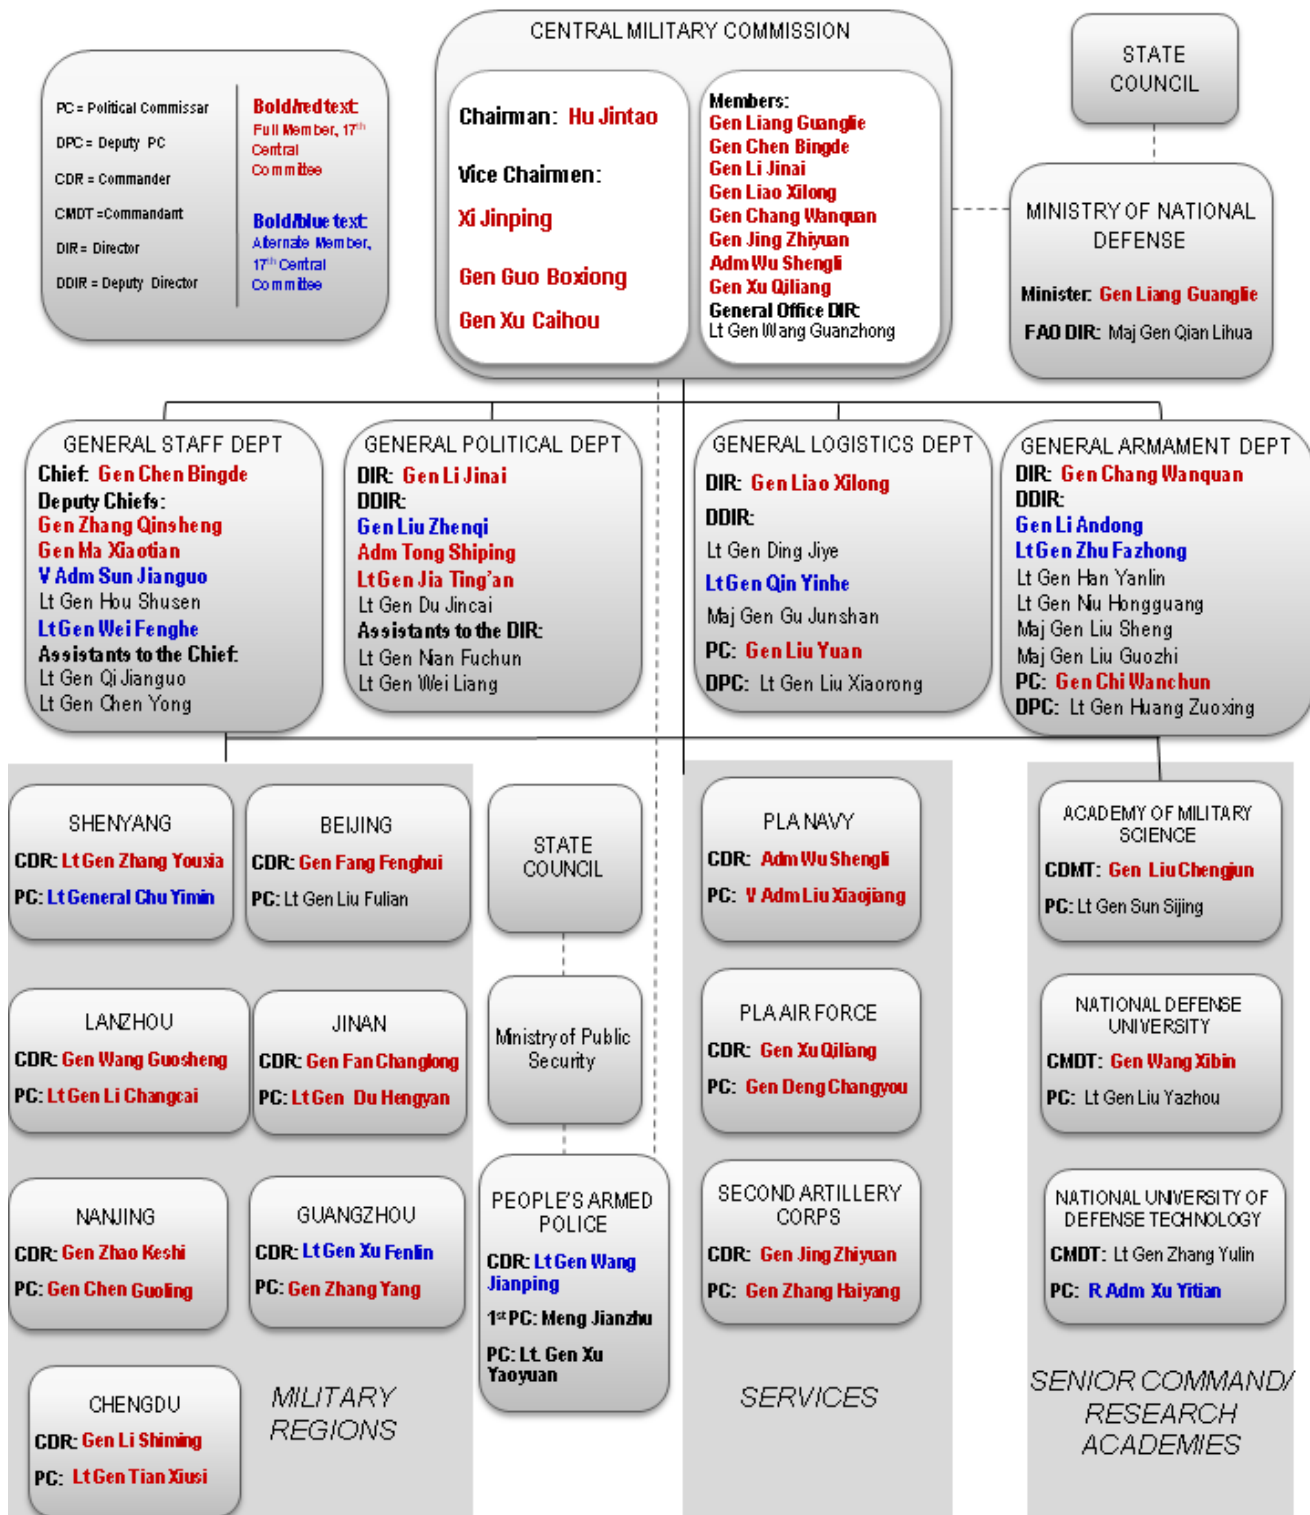 PC = Political Commissar
DPC = Deputy PC
CDR = Commander
CMDT =Commandant
DIR = Director
DDIR = Deputy Director
Bold/red text:
Full Member, 17th
Central
Committee
Bold/blue text:
Alternate Member,
17th Central
Committee
CENTRAL MILITARY COMMISSION
Chairman: Hu Jintao
Vice Chairmen:
Xi Jinping
Gen Guo Boxiong
Gen Xu Caihou
Members:
Gen Liang Guanglie
Gen Chen Bingde
Gen Li Jinai
Gen Liao Xilong
Gen Chang Wanquan
Gen Jing Zhiyuan
Adm Wu Shengli
Gen Xu Qiliang
General Office DIR:
Lt Gen Wang Guanzhong
STATE
COUNCIL
MINISTRY OF NATIONAL
DEFENSE
Minister: Gen Liang Guanglie
FAO DIR: Maj Gen Qian Lihua
GENERAL STAFF DEPT
Chief: Gen Chen Bingde
Deputy Chiefs:
Gen Zhang Qinsheng
Gen Ma Xiaotian
V Adm Sun Jianguo
Lt Gen Hou Shusen
Lt Gen Wei Fenghe
Assistants to the Chief:
Lt Gen Qi Jianguo
Lt Gen Chen Yong
GENERAL POLITICAL DEPT
DIR: Gen Li Jinai
DDIR:
Gen Liu Zhenqi
Adm Tong Shiping
Lt Gen Jia Ting'an
Lt Gen Du Jincai
Assistants to the DIR:
Lt Gen Nian Fuchun
Lt Gen Wei Liang
GENERAL LOGISTICS DEPT
DIR: Gen Liao Xilong
DDIR:
Lt Gen Ding Jiye
Lt Gen Qin Yinhe
Maj Gen Gu Junshan
PC: Gen Liu Yuan
DPC: Lt Gen Liu Xiaorong
GENERAL ARMAMENT DEPT
DIR: Gen Chang Wanquan
DDIR:
Gen Li Andong
Lt Gen Zhu Fazhong
Lt Gen Han Yanlin
Lt Gen Niu Hongguang
Maj Gen Liu Sheng
Maj Gen Liu Guozhi
PC: Gen Chi Wanchun
DPC: Lt Gen Huang Zuoxing
SHENYANG
CDR: Lt Gen Zhang Youxia
PC: Lt General Chu Yimin
BEIJING
CDR: Gen Fang Fenghui
PC: Lt Gen Liu Fulian
LANZHOU
CDR: Gen Wang Guosheng
PC: Lt Gen Li Changcai
JINAN
CDR: Gen Fan Changlong
PC: Lt Gen Du Hengyan
NANJING
CDR: Gen Zhao Keshi
PC: Gen Chen Guoling
GUANGZHOU
CDR: Lt Gen Xu Fenlin
PC: Gen Zhang Yang
CHENGDU
CDR: Gen Li Shiming
PC: Lt Gen Tian Xiusi
MILITARY
REGIONS
STATE
COUNCIL
Ministry of Public
Security
PEOPLE'S ARMED
POLICE
CDR: Lt Gen Wang
Jianping
1st PC: Meng Jianzhu
PC: Lt. Gen Xu
Yaoyuan
PLA NAVY
CDR: Adm Wu Shengli
PC: V Adm Liu Xiaojiang
PLA AIR FORCE
CDR: Gen Xu Qiliang
PC: Gen Deng Changyou
SECOND ARTILLERY
CORPS
CDR: Gen Jing Zhiyuan
PC: Gen Zhang Haiyang
SERVICES
ACADEMY OF MILITARY
SCIENCE
CDMT: Gen Liu Chengjun
PC: Lt Gen Sun Sijing
NATIONAL DEFENSE
UNIVERSITY
CMDT: Gen Wang Xibin
PC: Lt Gen Liu Yazhou
NATIONAL UNIVERSITY OF
DEFENSE TECHNOLOGY
CMDT: Lt Gen Zhang Yulin
PC: R Adm Xu Yitian
SENIOR COMMAND/
RESEARCH
ACADEMIES